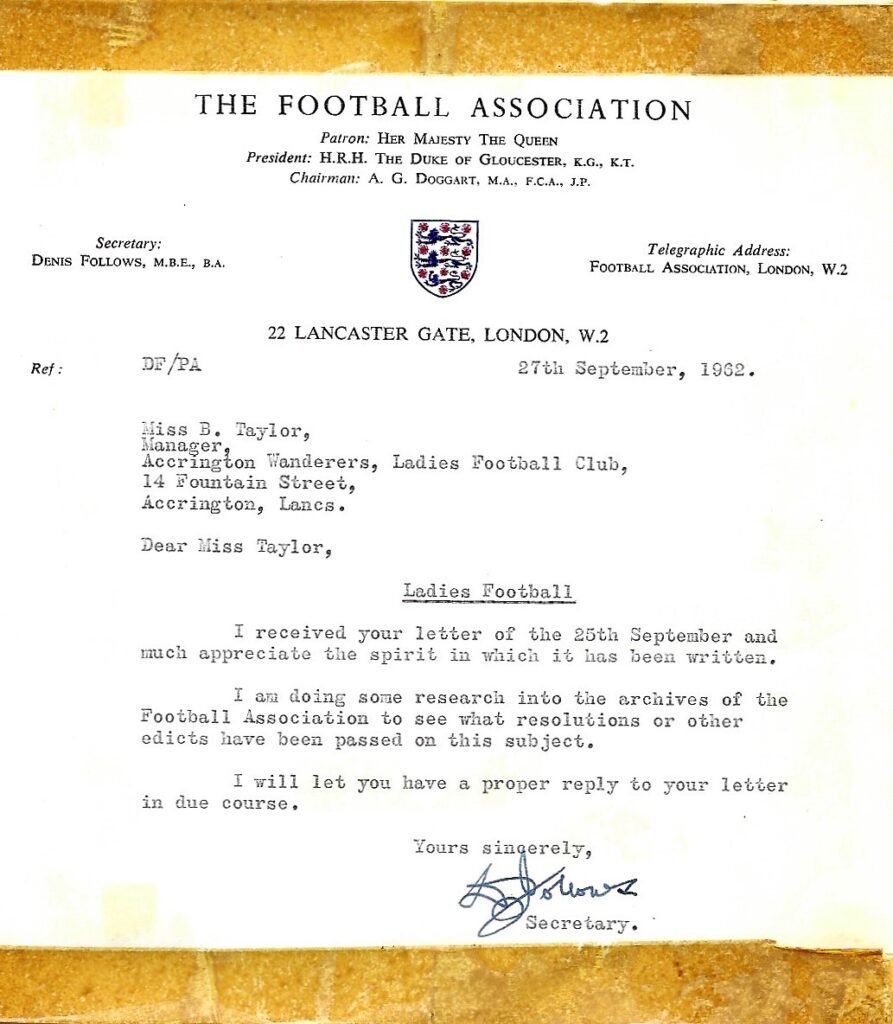 THE FOOTBALL ASSOCIATION
Patron: HER MAJESTY THE QUEEN
President: H.R.H. THE DUKE OF GLOUCESTER, K.G., K.T.
Chairman: A. G. DOGGART, M.A., F.C.A., J.P.
Secretary:
DENIS FOLLOWS, M.B.E., B.A.
Telegraphic Address:
FOOTBALL ASSOCIATION, LONDON, W.2
22 LANCASTER GATE, LONDON, W.2
Ref: DF/PA 27th September, 1962.
Miss B. Taylor,
Manager,
Accrington Wanderers, Ladies Football Club,
14 Fountain Street,
Accrington, Lancs.
Dear Miss Taylor,
Ladies Football
I received your letter of the 25th September and
much appreciate the spirit in which it has been written.
I am doing some research into the archives of the
Football Association to see what resolutions or other
edicts have been passed on this subject.
I will let you have a proper reply to your letter
in due course.
Yours sincerely,
D Follows
Secretary.